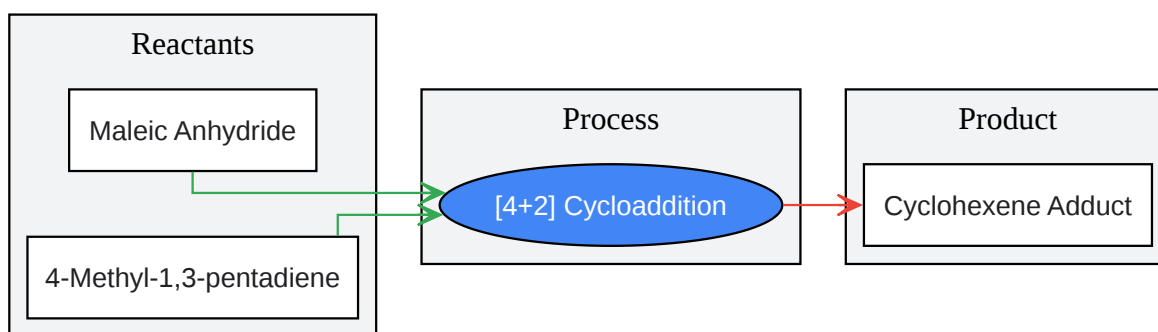 Reactants
Maleic Anhydride
4-Methyl-1,3-pentadiene
Process
[4+2] Cycloaddition
Product
Cyclohexene Adduct